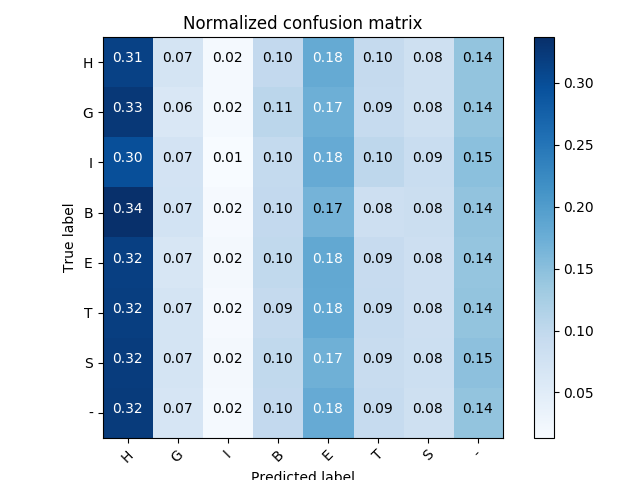 Normalized confusion matrix
H 0.31 0.07 0.02 0.10 0.18 0.10 0.08 0.14
G 0.33 0.06 0.02 0.11 0.17 0.09 0.08 0.14
I 0.30 0.07 0.01 0.10 0.18 0.10 0.09 0.15
B 0.34 0.07 0.02 0.10 0.17 0.08 0.08 0.14
E 0.32 0.07 0.02 0.10 0.18 0.09 0.08 0.14
T 0.32 0.07 0.02 0.09 0.18 0.09 0.08 0.14
S 0.32 0.07 0.02 0.10 0.17 0.09 0.08 0.15
- 0.32 0.07 0.02 0.10 0.18 0.09 0.08 0.14
H G I B E T S -
True label
Predicted label
0.30
0.25
0.20
0.15
0.10
0.05